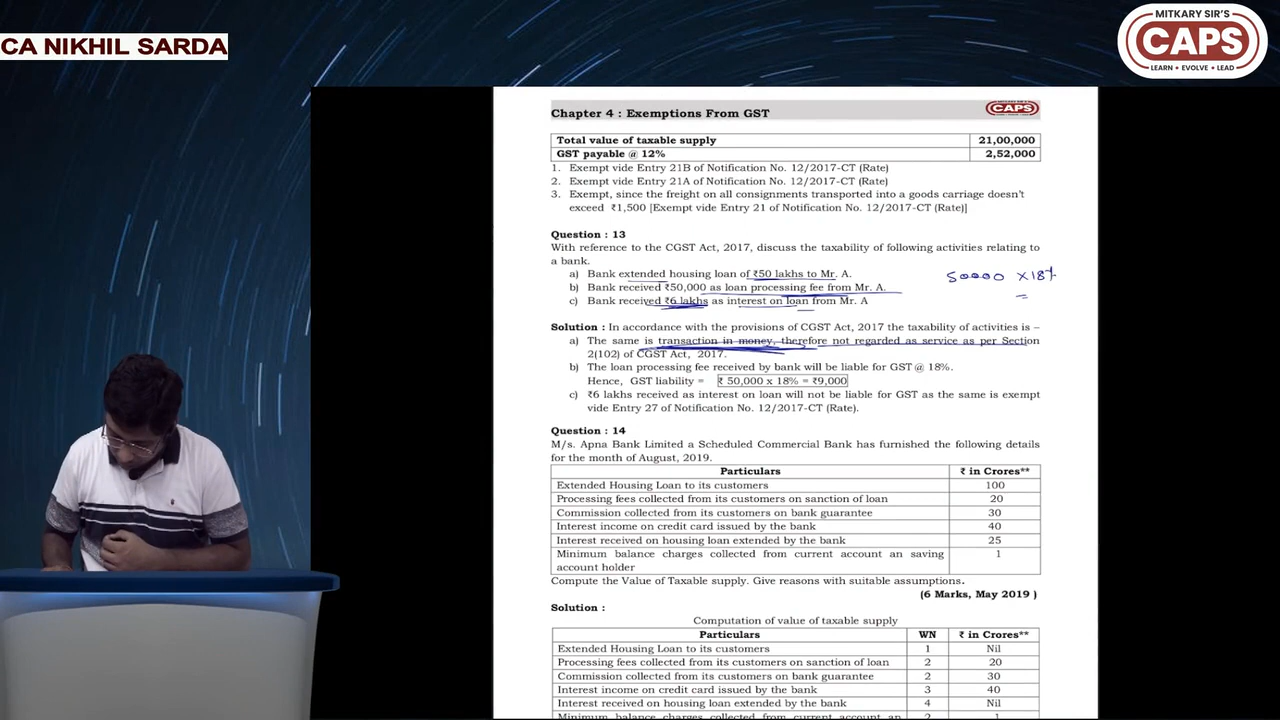 CA NIKHIL SARDA
MITKARY SIR'S
CAPS
LEARN • EVOLVE • LEAD
Chapter 4 : Exemptions From GST
CAPS
Total value of taxable supply 21,00,000
GST payable @ 12% 2,52,000
1. Exempt vide Entry 21B of Notification No. 12/2017-CT (Rate)
2. Exempt vide Entry 21A of Notification No. 12/2017-CT (Rate)
3. Exempt, since the freight on all consignments transported into a goods carriage doesn't
exceed ₹1,500 [Exempt vide Entry 21 of Notification No. 12/2017-CT (Rate)]
Question : 13
With reference to the CGST Act, 2017, discuss the taxability of following activities relating to
a bank.
a) Bank extended housing loan of ₹50 lakhs to Mr. A.
50000 x 18%
b) Bank received ₹50,000 as loan processing fee from Mr. A.
c) Bank received ₹6 lakhs as interest on loan from Mr. A
Solution : In accordance with the provisions of CGST Act, 2017 the taxability of activities is –
a) The same is transaction in money, therefore not regarded as service as per Section
2(102) of CGST Act, 2017.
b) The loan processing fee received by bank will be liable for GST @ 18%.
Hence, GST liability = ₹ 50,000 x 18% = ₹9,000
c) ₹6 lakhs received as interest on loan will not be liable for GST as the same is exempt
vide Entry 27 of Notification No. 12/2017-CT (Rate).
Question : 14
M/s. Apna Bank Limited a Scheduled Commercial Bank has furnished the following details
for the month of August, 2019.
Particulars ₹ in Crores**
Extended Housing Loan to its customers 100
Processing fees collected from its customers on sanction of loan 20
Commission collected from its customers on bank guarantee 30
Interest income on credit card issued by the bank 40
Interest received on housing loan extended by the bank 25
Minimum balance charges collected from current account an saving 1
account holder
Compute the Value of Taxable supply. Give reasons with suitable assumptions.
(6 Marks, May 2019 )
Solution :
Computation of value of taxable supply
Particulars WN ₹ in Crores**
Extended Housing Loan to its customers 1 Nil
Processing fees collected from its customers on sanction of loan 2 20
Commission collected from its customers on bank guarantee 2 30
Interest income on credit card issued by the bank 3 40
Interest received on housing loan extended by the bank 4 Nil
Minimum balance charges collected from current account an 2 1